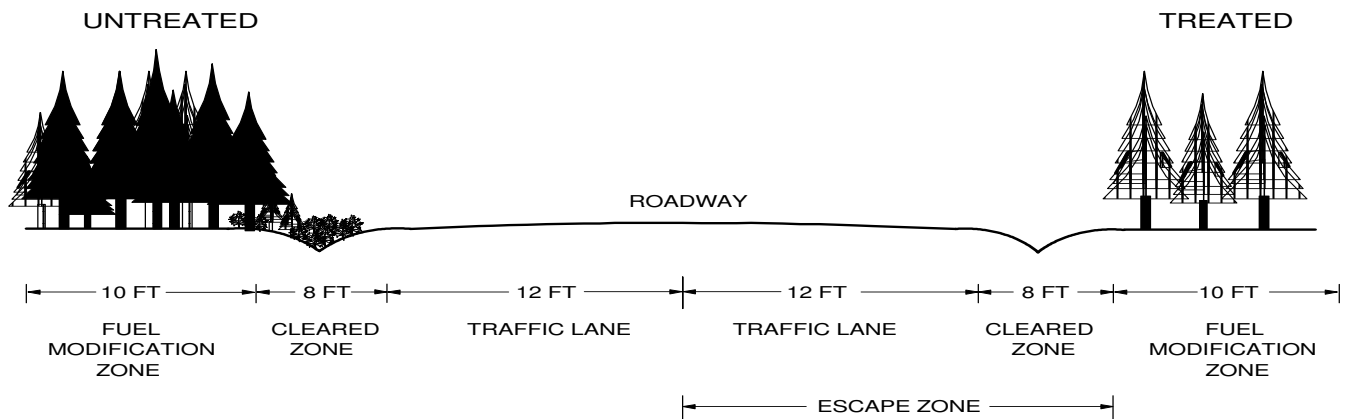 UNTREATED
TREATED
ROADWAY
10 FT
8 FT
12 FT
12 FT
8 FT
10 FT
FUEL
MODIFICATION
ZONE
CLEARED
ZONE
TRAFFIC LANE
TRAFFIC LANE
CLEARED
ZONE
FUEL
MODIFICATION
ZONE
ESCAPE ZONE